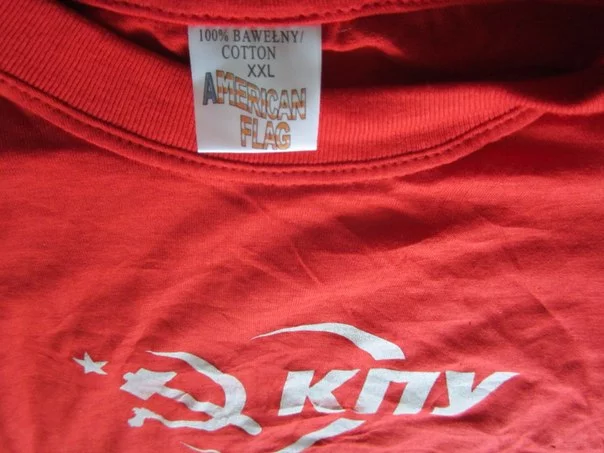 100% BAWEŁNY/
COTTON
XXL
AMERICAN
FLAG
КПУ